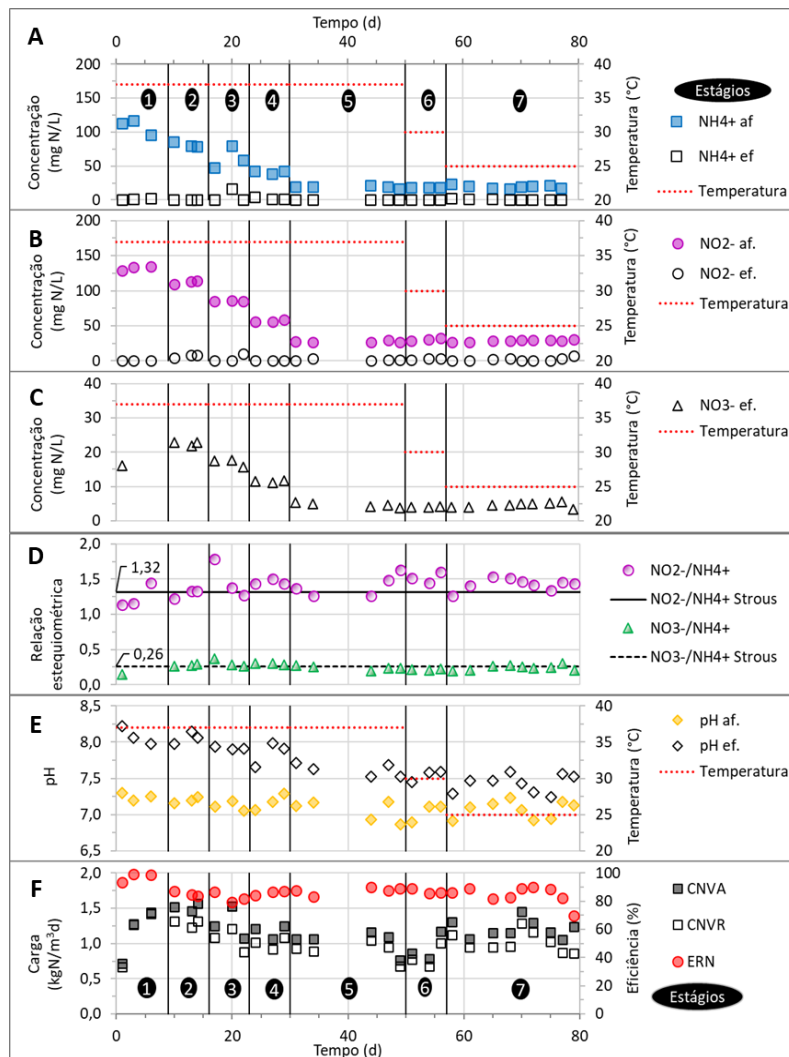 Tempo (d)
0 20 40 60 80
A
200
150
100
50
0
Concentração
(mg N/L)
1 2 3 4 5 6 7
40
35
30
25
20
Temperatura (°C)
Estágios
NH4+ af
NH4+ ef
Temperatura
B
200
150
100
50
0
Concentração
(mg N/L)
40
35
30
25
20
Temperatura (°C)
NO2- af.
NO2- ef.
Temperatura
C
40
30
20
10
0
Concentração
(mg N/L)
40
35
30
25
20
Temperatura (°C)
NO3- ef.
Temperatura
D
2,0
1,5
1,0
0,5
0,0
1,32
0,26
Relação
estequiométrica
NO2-/NH4+
NO2-/NH4+ Strous
NO3-/NH4+
NO3-/NH4+ Strous
E
8,5
8,0
7,5
7,0
6,5
pH
40
35
30
25
20
Temperatura (°C)
pH af.
pH ef.
Temperatura
F
2,0
1,5
1,0
0,5
0,0
Carga
(kgN/m³d)
1 2 3 4 5 6 7
100
80
60
40
20
0
Eficiência (%)
CNVA
CNVR
ERN
Estágios
0 20 40 60 80
Tempo (d)